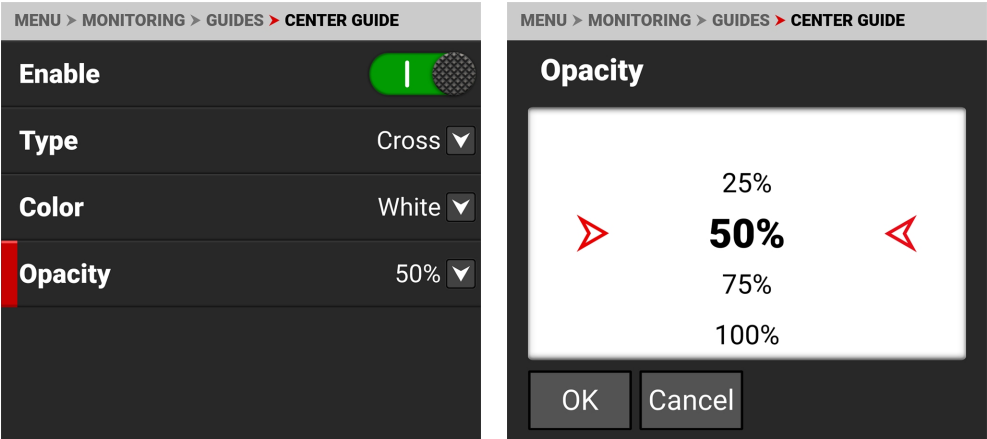 MENU > MONITORING > GUIDES > CENTER GUIDE
Enable
Type Cross
Color White
Opacity 50%
MENU > MONITORING > GUIDES > CENTER GUIDE
Opacity
25%
50%
75%
100%
OK Cancel